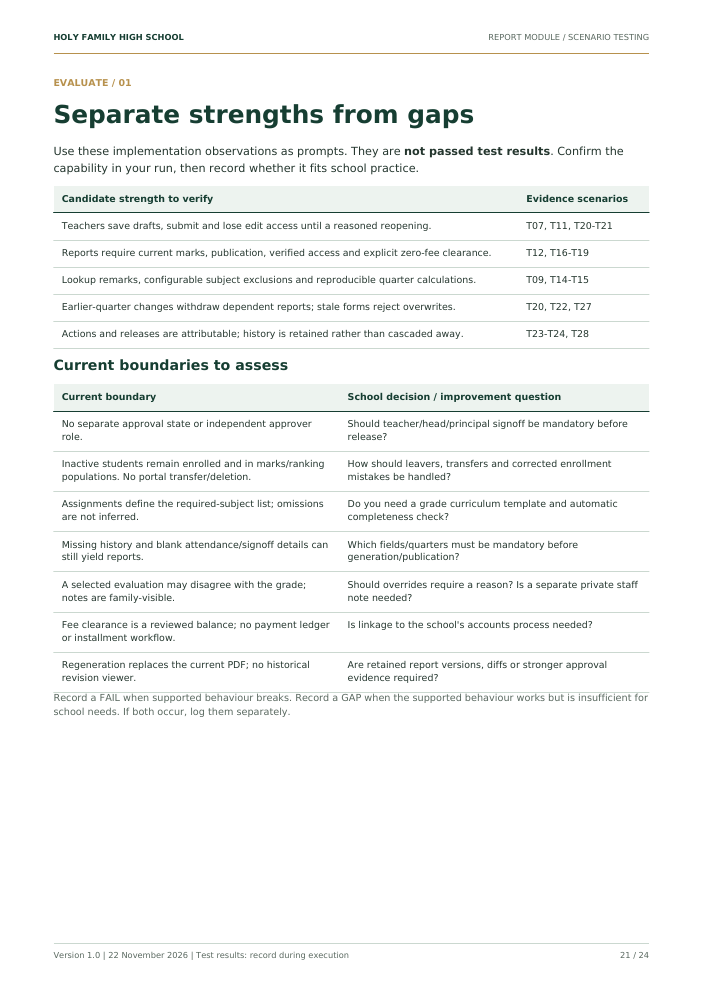 HOLY FAMILY HIGH SCHOOL
REPORT MODULE / SCENARIO TESTING
EVALUATE / 01
Separate strengths from gaps
Use these implementation observations as prompts. They are not passed test results. Confirm the
capability in your run, then record whether it fits school practice.
Candidate strength to verify
Evidence scenarios
Teachers save drafts, submit and lose edit access until a reasoned reopening.
T07, T11, T20-T21
Reports require current marks, publication, verified access and explicit zero-fee clearance.
T12, T16-T19
Lookup remarks, configurable subject exclusions and reproducible quarter calculations.
T09, T14-T15
Earlier-quarter changes withdraw dependent reports; stale forms reject overwrites.
T20, T22, T27
Actions and releases are attributable; history is retained rather than cascaded away.
T23-T24, T28
Current boundaries to assess
Current boundary
School decision / improvement question
No separate approval state or independent approver
role.
Should teacher/head/principal signoff be mandatory before
release?
Inactive students remain enrolled and in marks/ranking
populations. No portal transfer/deletion.
How should leavers, transfers and corrected enrollment
mistakes be handled?
Assignments define the required-subject list; omissions
are not inferred.
Do you need a grade curriculum template and automatic
completeness check?
Missing history and blank attendance/signoff details can
still yield reports.
Which fields/quarters must be mandatory before
generation/publication?
A selected evaluation may disagree with the grade;
notes are family-visible.
Should overrides require a reason? Is a separate private staff
note needed?
Fee clearance is a reviewed balance; no payment ledger
or installment workflow.
Is linkage to the school's accounts process needed?
Regeneration replaces the current PDF; no historical
revision viewer.
Are retained report versions, diffs or stronger approval
evidence required?
Record a FAIL when supported behaviour breaks. Record a GAP when the supported behaviour works but is insufficient for
school needs. If both occur, log them separately.
Version 1.0 | 22 November 2026 | Test results: record during execution
21 / 24